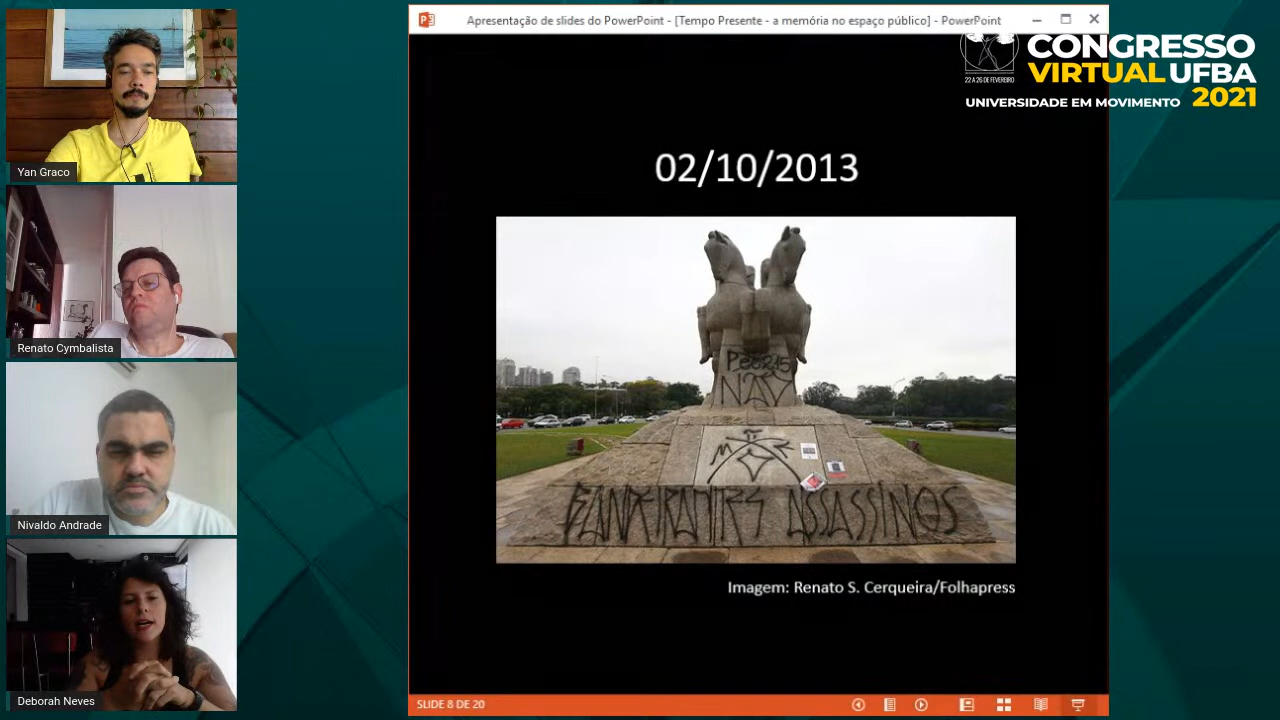 Yan Graco
Renato Cymbalista
Nivaldo Andrade
Deborah Neves
Apresentação de slides do PowerPoint - [Tempo Presente - a memória no espaço público] - PowerPoint
22 A 26 DE FEVEREIRO
CONGRESSO
VIRTUAL UFBA
2021
UNIVERSIDADE EM MOVIMENTO
02/10/2013
ASSASSINOS
Imagem: Renato S. Cerqueira/Folhapress
SLIDE 8 DE 20